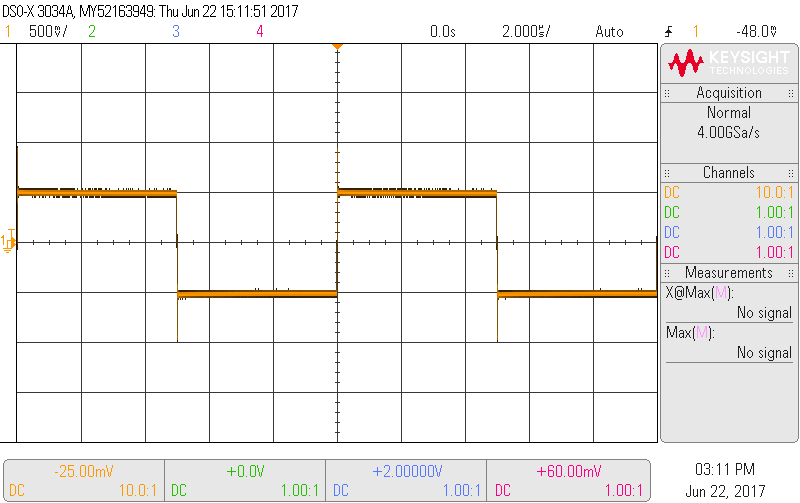 DSO-X 3034A, MY52163949: Thu Jun 22 15:11:51 2017
1 500mV/ 2 3 4 0.0s 2.000ms/ Auto 1 -48.0mV
KEYSIGHT
TECHNOLOGIES
Acquisition
Normal
4.00GSa/s
Channels
DC 10.0:1
DC 1.00:1
DC 1.00:1
DC 1.00:1
Measurements
X@Max(M):
No signal
Max(M):
No signal
1
T
-25.00mV
DC 10.0:1
+0.0V
DC 1.00:1
+2.00000V
DC 1.00:1
+60.00mV
DC 1.00:1
03:11 PM
Jun 22, 2017